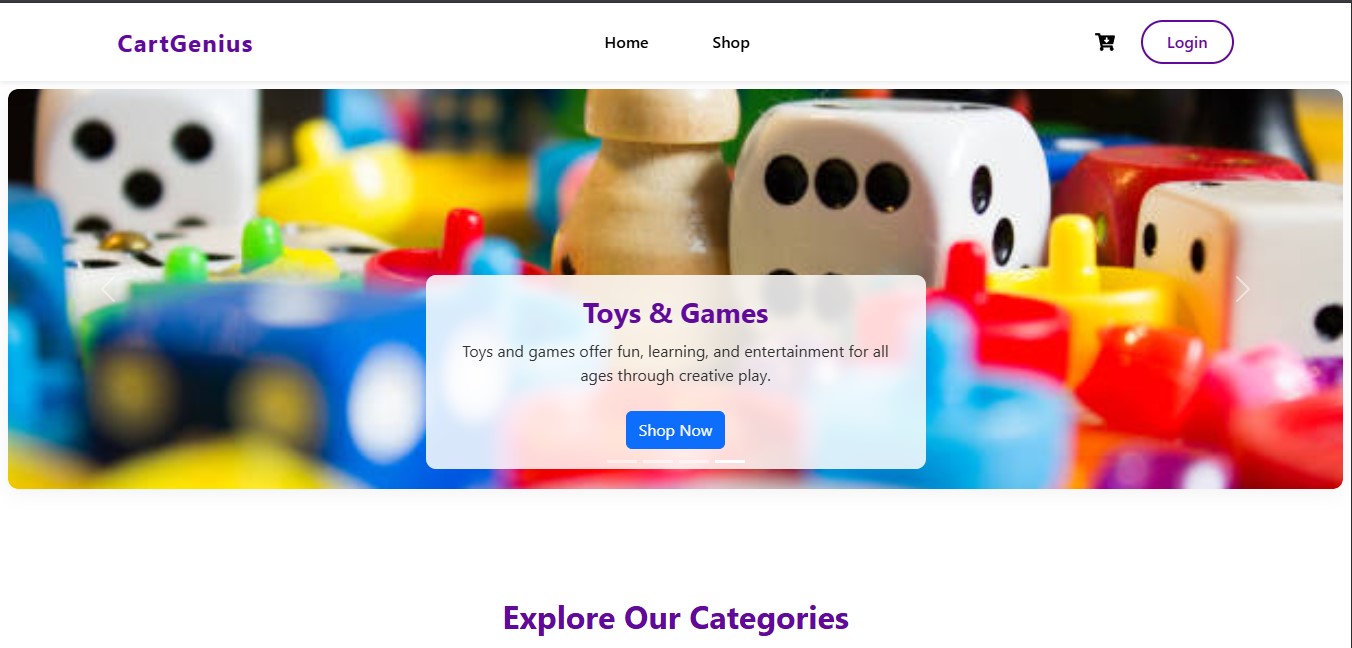 CartGenius
Home
Shop
Login
Toys & Games
Toys and games offer fun, learning, and entertainment for all
ages through creative play.
Shop Now
Explore Our Categories